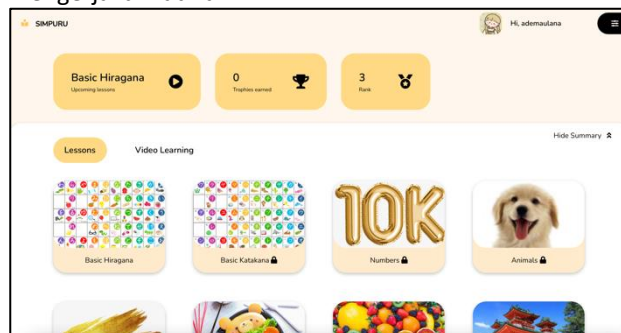 SIMPURU
Hi, ademaulana
Basic Hiragana
Upcoming lessons
0
Trophies earned
3
Rank
Hide Summary
Lessons
Video Learning
10K
Basic Hiragana
Basic Katakana
Numbers
Animals